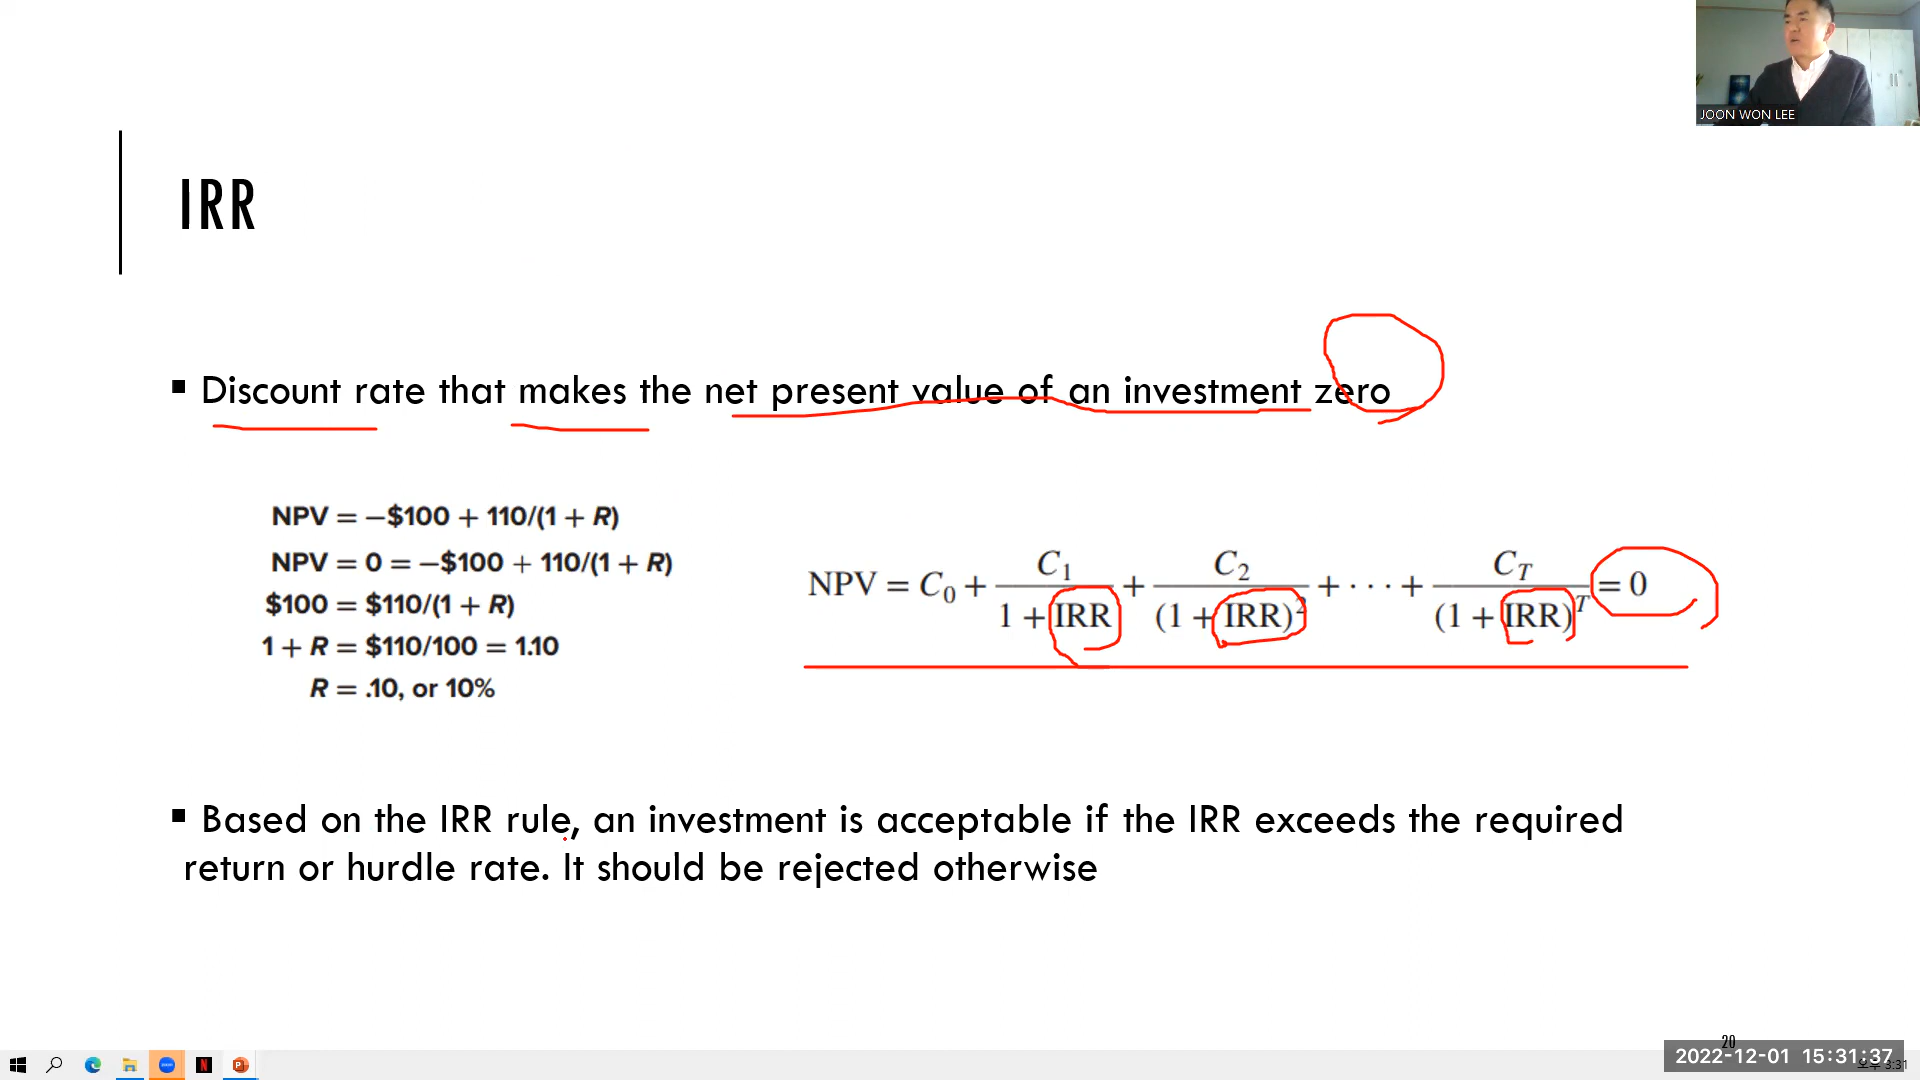 JOON WON LEE
IRR
▪ Discount rate that makes the net present value of an investment zero
NPV = −$100 + 110/(1 + R)
NPV = 0 = −$100 + 110/(1 + R)
$100 = $110/(1 + R)
1 + R = $110/100 = 1.10
R = .10, or 10%
NPV = C₀ + C₁/(1 + IRR) + C₂/(1 + IRR)² + · · · + C_T/(1 + IRR)^T = 0
▪ Based on the IRR rule, an investment is acceptable if the IRR exceeds the required
return or hurdle rate. It should be rejected otherwise
20
2022-12-01 15:31:37